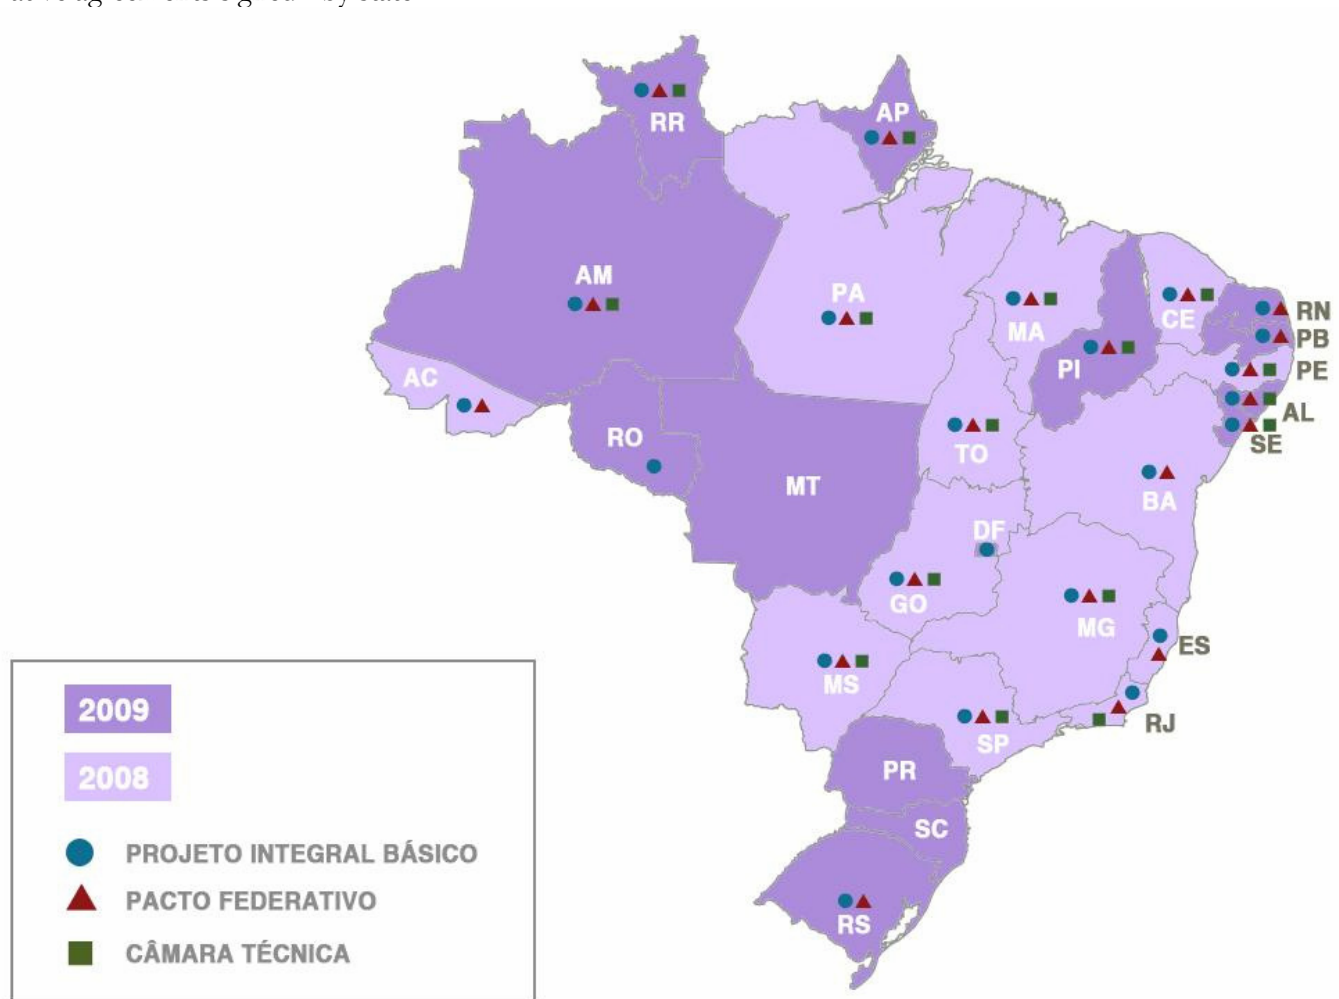 RR
AP
AM
PA
MA
CE
RN
PB
PI
PE
AC
AL
SE
RO
TO
MT
BA
DF
GO
MG
ES
MS
RJ
SP
PR
SC
RS
2009
2008
PROJETO INTEGRAL BÁSICO
PACTO FEDERATIVO
CÂMARA TÉCNICA